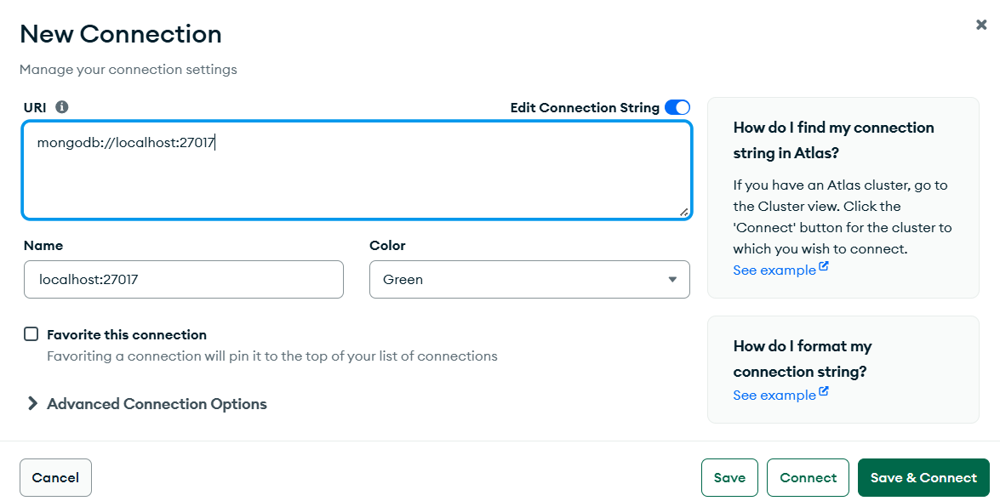 New Connection
Manage your connection settings
URI
Edit Connection String
mongodb://localhost:27017
Name
Color
localhost:27017
Green
Favorite this connection
Favoriting a connection will pin it to the top of your list of connections
Advanced Connection Options
How do I find my connection
string in Atlas?
If you have an Atlas cluster, go to
the Cluster view. Click the
'Connect' button for the cluster to
which you wish to connect.
See example
How do I format my
connection string?
See example
Cancel
Save
Connect
Save & Connect